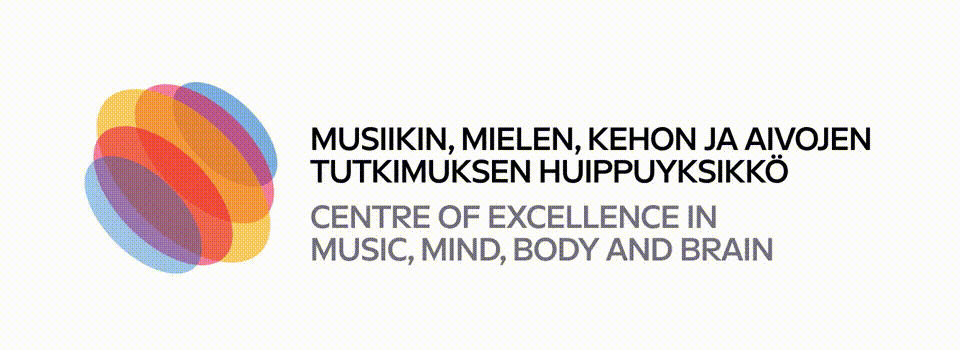 MUSIIKIN, MIELEN, KEHON JA AIVOJEN
TUTKIMUKSEN HUIPPUYKSIKKÖ
CENTRE OF EXCELLENCE IN
MUSIC, MIND, BODY AND BRAIN